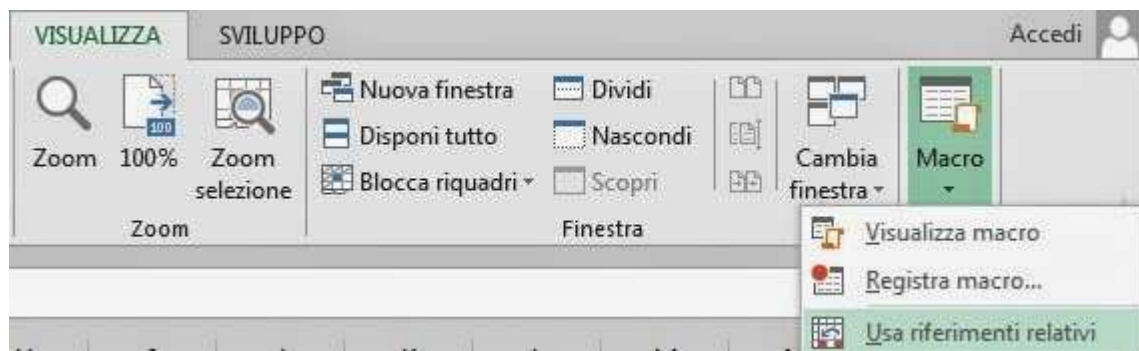 VISUALIZZA SVILUPPO Accedi
Nuova finestra Dividi
100
Disponi tutto Nascondi
Zoom 100% Zoom selezione
Blocca riquadri Scopri
Cambia finestra
Macro
Zoom Finestra
Visualizza macro
Registra macro...
Usa riferimenti relativi